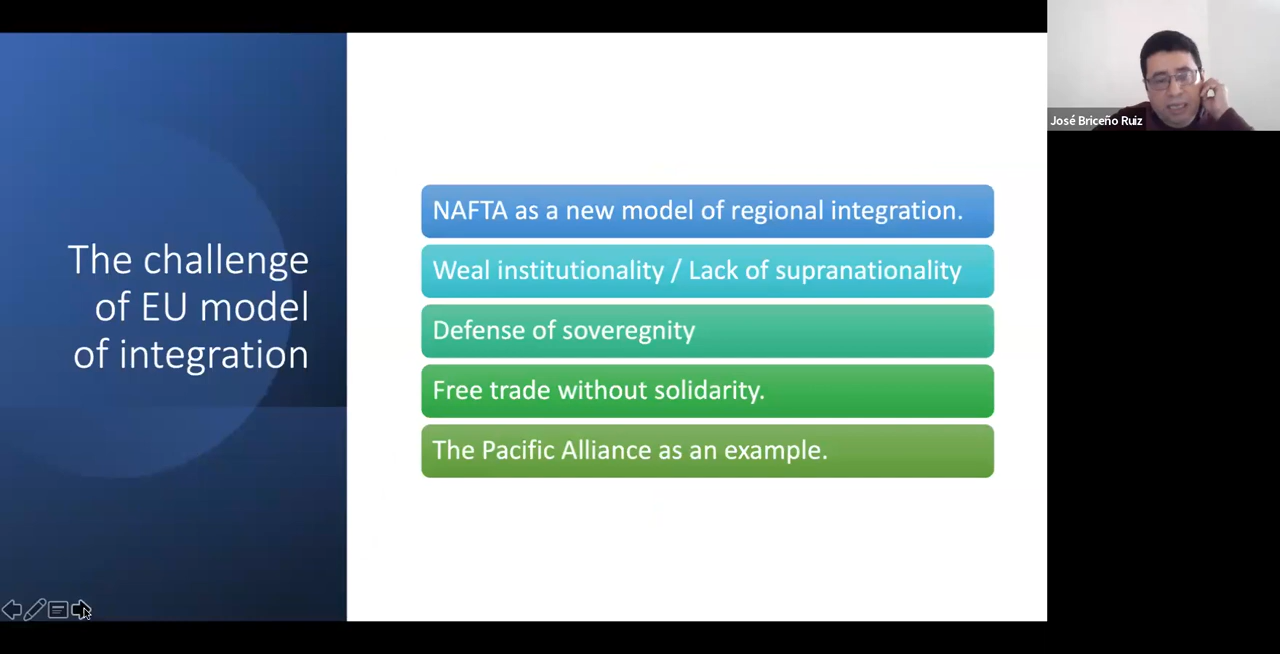 The challenge
of EU model
of integration
NAFTA as a new model of regional integration.
Weal institutionality / Lack of supranationality
Defense of soveregnity
Free trade without solidarity.
The Pacific Alliance as an example.
José Briceño Ruiz